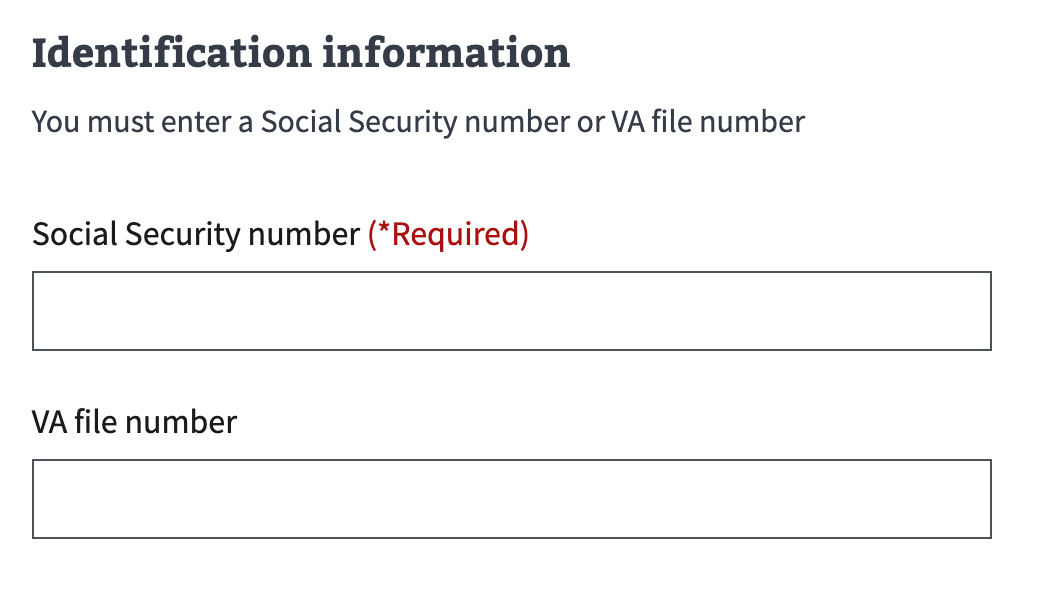 Identification information
You must enter a Social Security number or VA file number
Social Security number (*Required)
VA file number